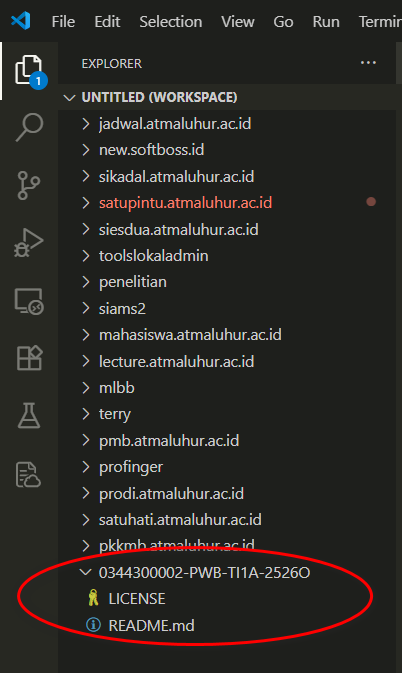 File Edit Selection View Go Run Termin
EXPLORER
1
UNTITLED (WORKSPACE)
jadwal.atmaluhur.ac.id
new.softboss.id
sikadal.atmaluhur.ac.id
satupintu.atmaluhur.ac.id
siesdua.atmaluhur.ac.id
toolslokaladmin
penelitian
siams2
mahasiswa.atmaluhur.ac.id
lecture.atmaluhur.ac.id
mlbb
terry
pmb.atmaluhur.ac.id
profinger
prodi.atmaluhur.ac.id
satuhati.atmaluhur.ac.id
pkkmb.atmaluhur.ac.id
0344300002-PWB-TI1A-2526O
LICENSE
README.md